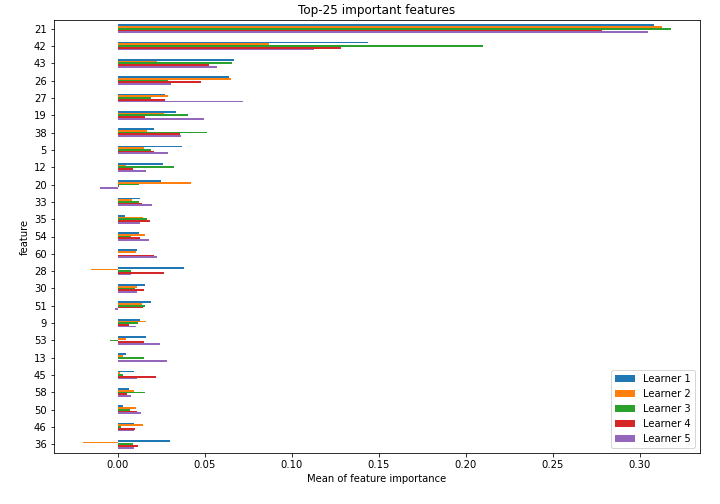 Top-25 important features
21
42
43
26
27
19
38
5
12
20
33
35
54
60
28
30
51
9
53
13
45
58
50
46
36
feature
Learner 1
Learner 2
Learner 3
Learner 4
Learner 5
0.00 0.05 0.10 0.15 0.20 0.25 0.30
Mean of feature importance